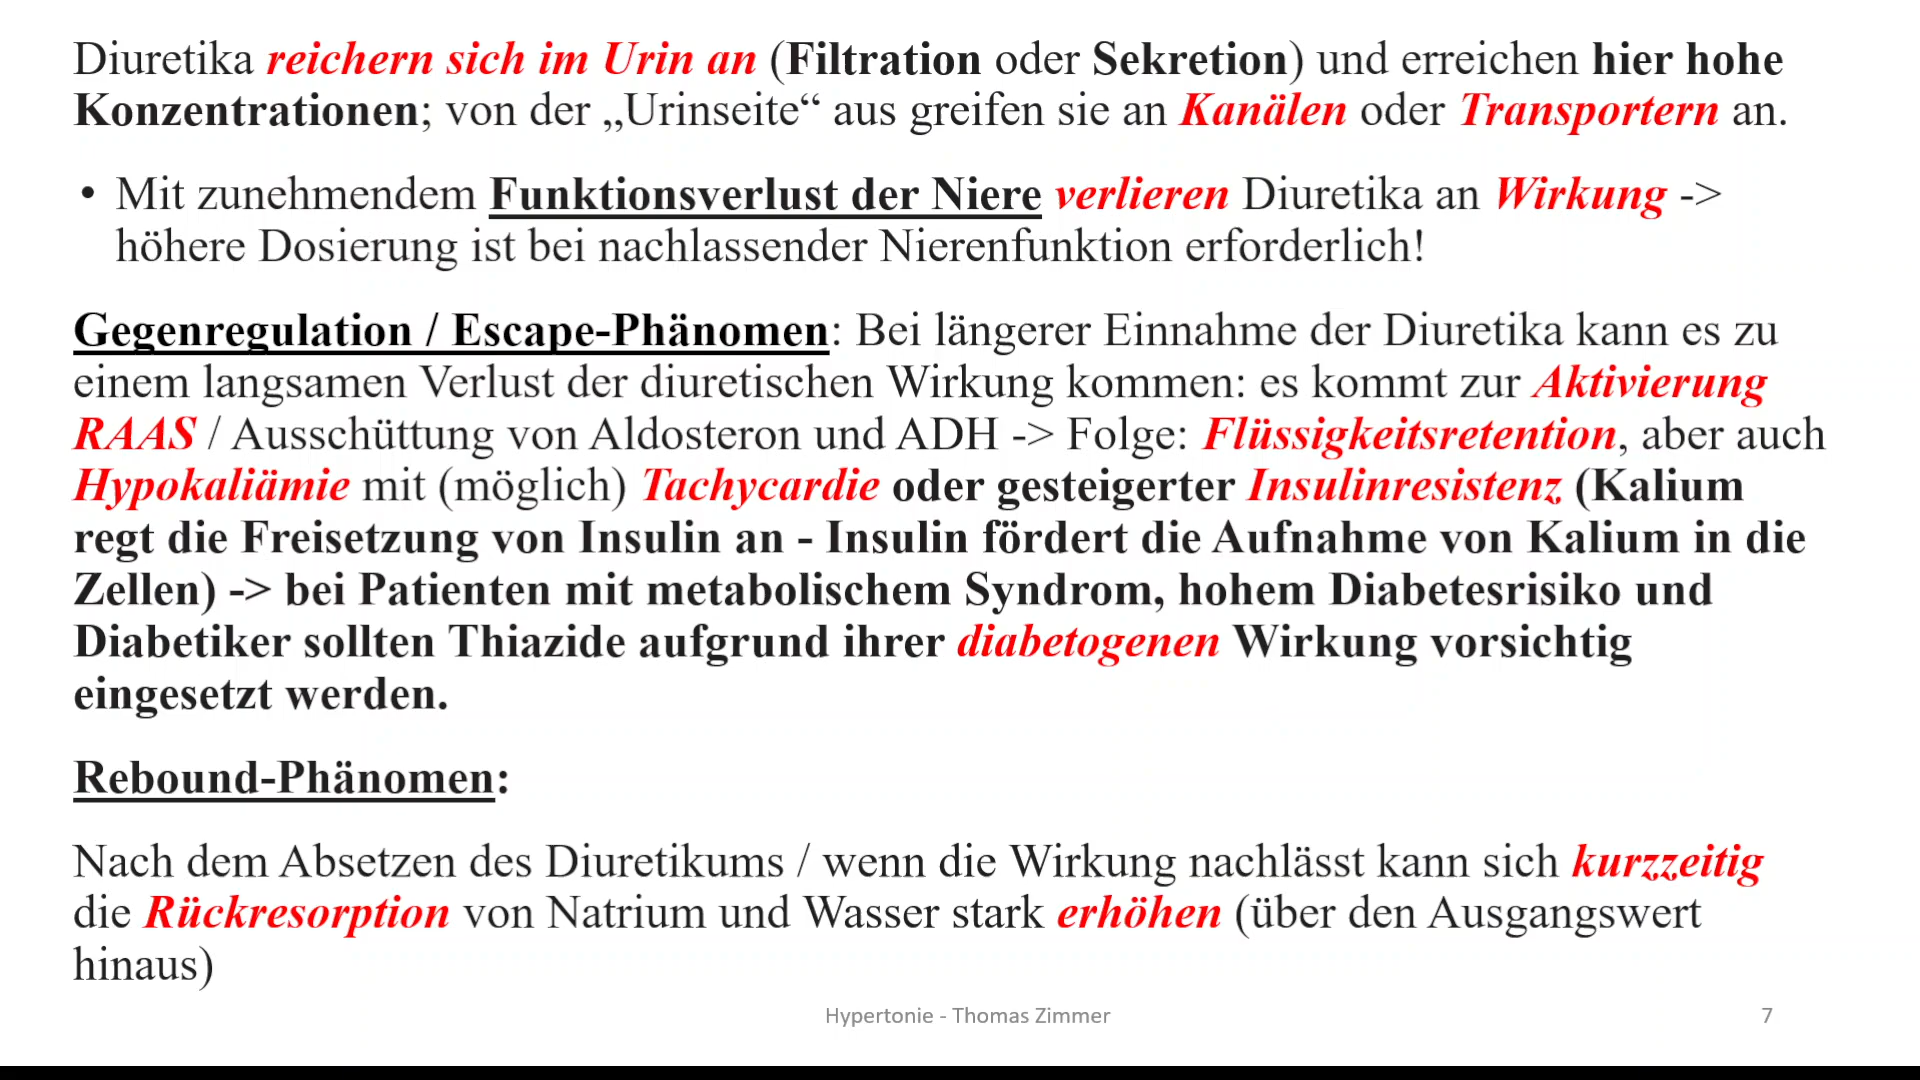 Diuretika reichern sich im Urin an (Filtration oder Sekretion) und erreichen hier hohe
Konzentrationen; von der „Urinseite“ aus greifen sie an Kanälen oder Transportern an.
• Mit zunehmendem Funktionsverlust der Niere verlieren Diuretika an Wirkung ->
höhere Dosierung ist bei nachlassender Nierenfunktion erforderlich!
Gegenregulation / Escape-Phänomen: Bei längerer Einnahme der Diuretika kann es zu
einem langsamen Verlust der diuretischen Wirkung kommen: es kommt zur Aktivierung
RAAS / Ausschüttung von Aldosteron und ADH -> Folge: Flüssigkeitsretention, aber auch
Hypokaliämie mit (möglich) Tachycardie oder gesteigerter Insulinresistenz (Kalium
regt die Freisetzung von Insulin an - Insulin fördert die Aufnahme von Kalium in die
Zellen) -> bei Patienten mit metabolischem Syndrom, hohem Diabetesrisiko und
Diabetiker sollten Thiazide aufgrund ihrer diabetogenen Wirkung vorsichtig
eingesetzt werden.
Rebound-Phänomen:
Nach dem Absetzen des Diuretikums / wenn die Wirkung nachlässt kann sich kurzzeitig
die Rückresorption von Natrium und Wasser stark erhöhen (über den Ausgangswert
hinaus)
Hypertonie - Thomas Zimmer
7